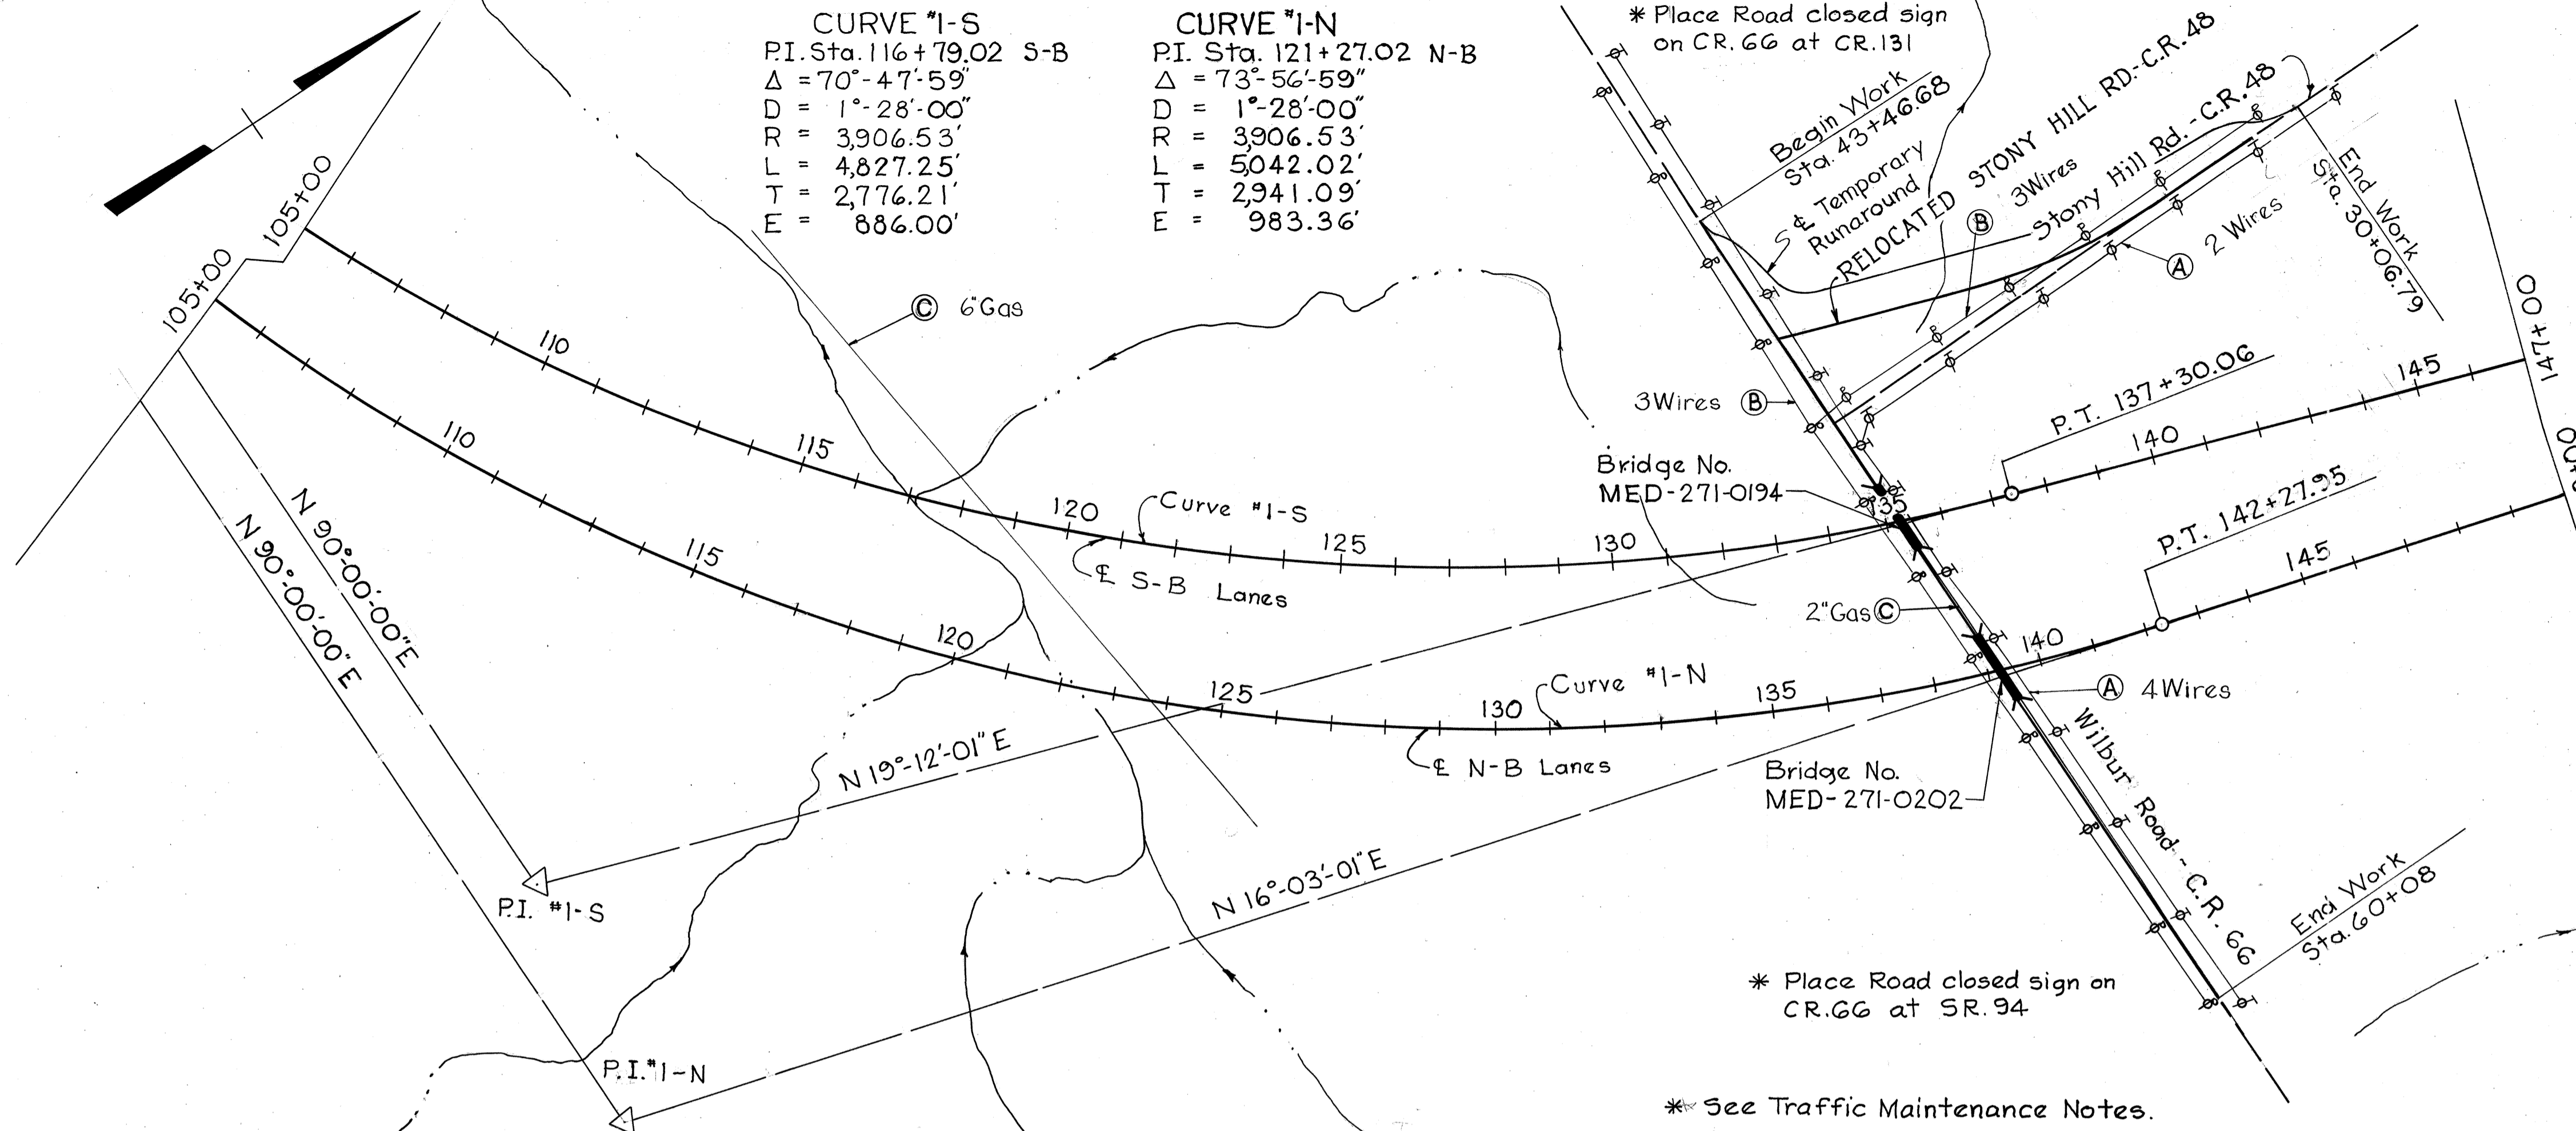 CURVE #1-S
P.I. Sta. 116+79.02 S-B
Δ = 70°-47'-59"
D = 1°-28'-00"
R = 3,906.53'
L = 4,827.25'
T = 2,776.21'
E = 886.00'
CURVE #1-N
P.I. Sta. 121+27.02 N-B
Δ = 73°-56'-59"
D = 1°-28'-00"
R = 3,906.53'
L = 5,042.02'
T = 2,941.09'
E = 983.36'
* Place Road closed sign
on CR. 66 at CR. 131
Begin Work
Sta. 43+46.68
℄ Temporary
Runaround
RELOCATED STONY HILL RD.-C.R. 48
Stony Hill Rd. - C.R. 48
Ⓑ 3Wires
Ⓐ 2 Wires
End Work
Sta. 30+06.79
105+00
105+00
Ⓒ 6"Gas
110
110
115
115
120
120
Curve #1-S
℄ S-B Lanes
125
125
130
130
3Wires Ⓑ
Bridge No.
MED-271-0194
135
P.T. 137+30.06
140
145
147+00
P.T. 142+27.95
145
2"Gas Ⓒ
140
Curve #1-N
℄ N-B Lanes
135
Ⓐ 4Wires
Bridge No.
MED-271-0202
Wilbur Road - C.R. 66
N 90°-00'-00" E
N 90°-00'-00" E
N 19°-12'-01" E
N 16°-03'-01" E
P.I. #1-S
P.I. #1-N
End Work
Sta. 60+08
* Place Road closed sign on
CR. 66 at SR. 94
* See Traffic Maintenance Notes.